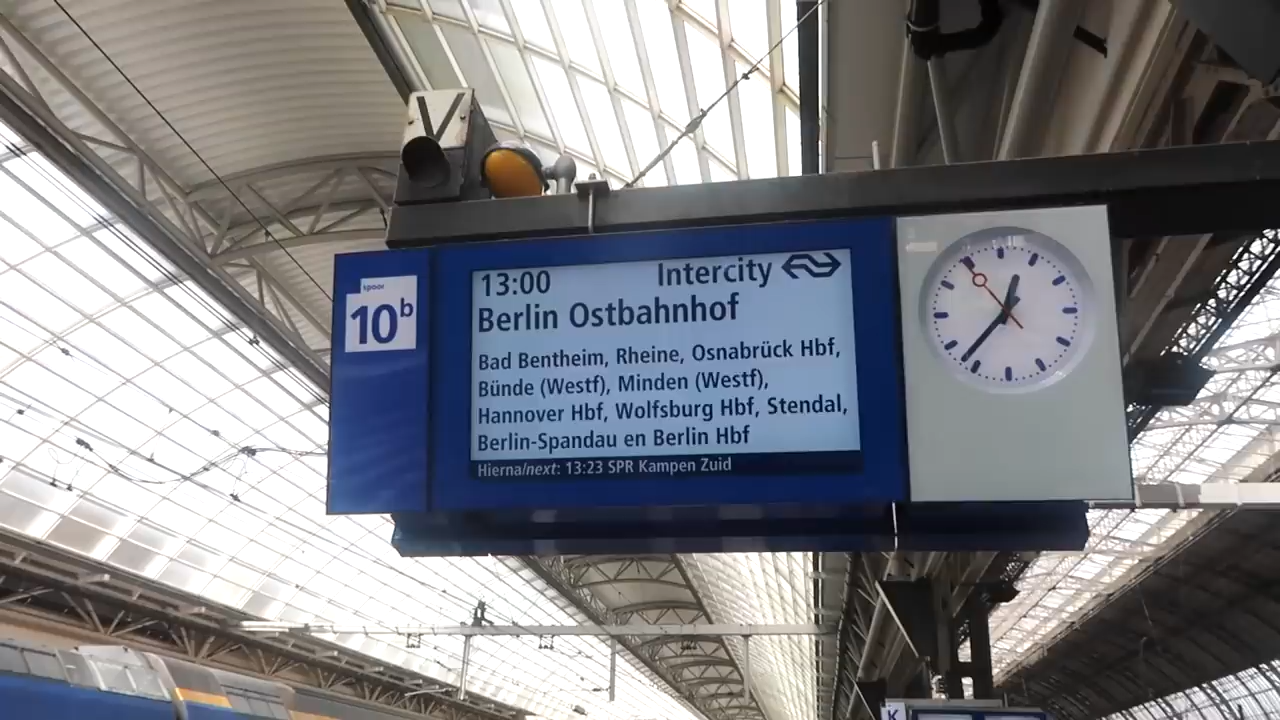 spoor
10b
13:00 Intercity
Berlin Ostbahnhof
Bad Bentheim, Rheine, Osnabrück Hbf,
Bünde (Westf), Minden (Westf),
Hannover Hbf, Wolfsburg Hbf, Stendal,
Berlin-Spandau en Berlin Hbf
Hierna/next: 13:23 SPR Kampen Zuid
V
K